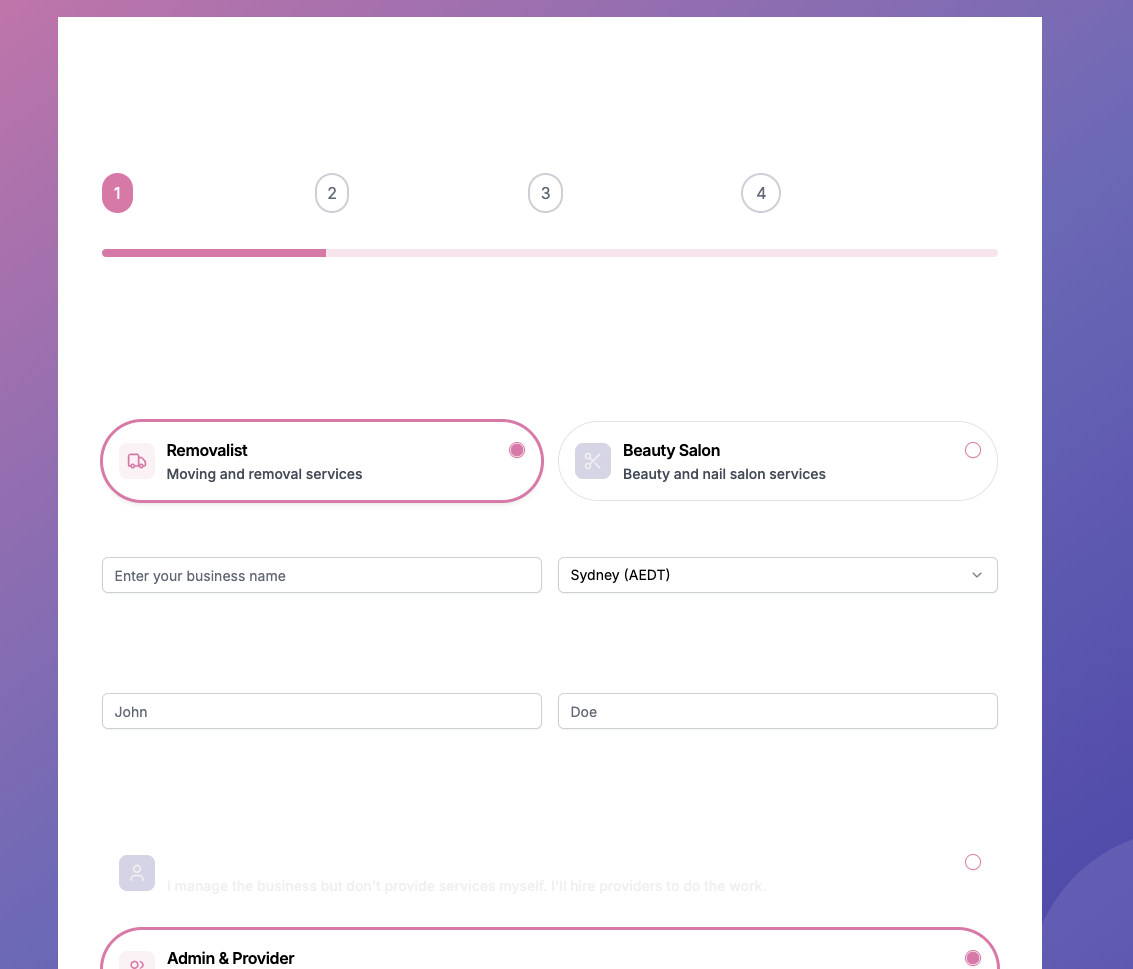 1
2
3
4
Removalist
Moving and removal services
Beauty Salon
Beauty and nail salon services
Enter your business name
Sydney (AEDT)
John
Doe
I manage the business but don't provide services myself. I'll hire providers to do the work.
Admin & Provider